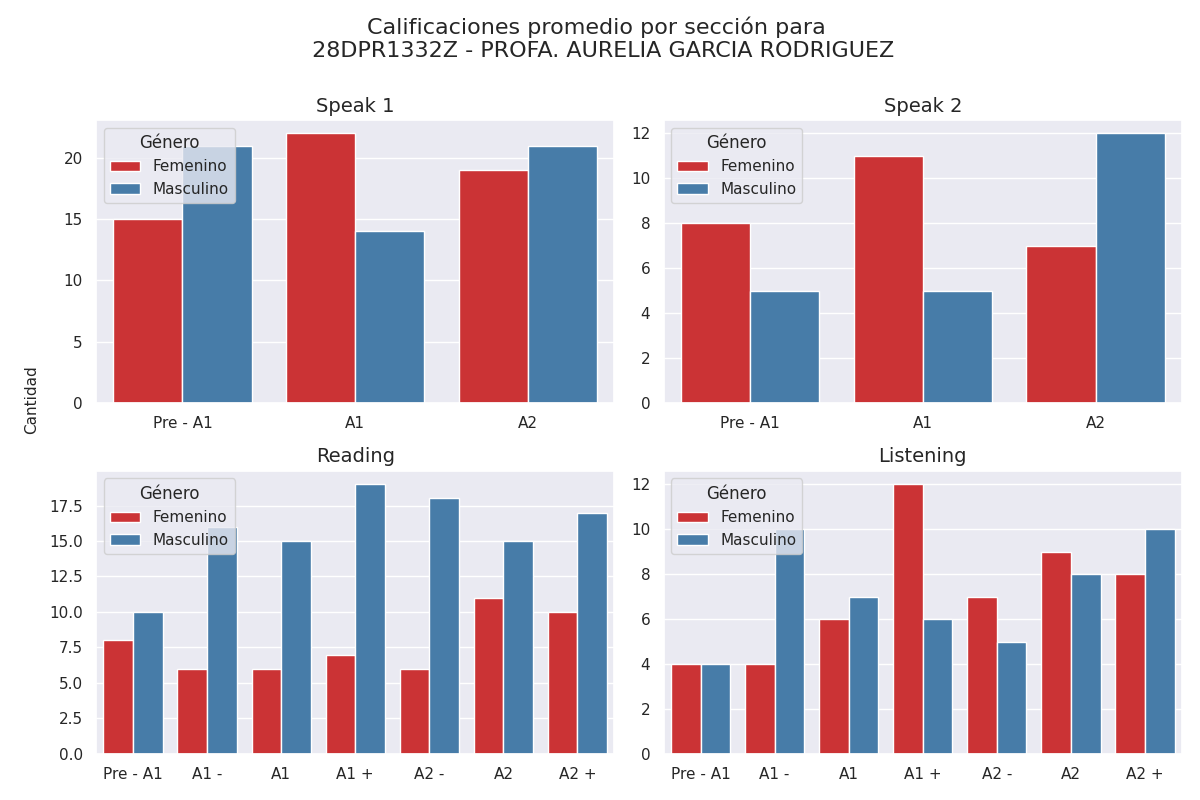 Calificaciones promedio por sección para
28DPR1332Z - PROFA. AURELIA GARCIA RODRIGUEZ
Cantidad
Speak 1
Género
Femenino
Masculino
20
15
10
5
0
Pre - A1 A1 A2
Speak 2
Género
Femenino
Masculino
12
10
8
6
4
2
0
Pre - A1 A1 A2
Reading
Género
Femenino
Masculino
17.5
15.0
12.5
10.0
7.5
5.0
2.5
0.0
Pre - A1 A1 - A1 A1 + A2 - A2 A2 +
Listening
Género
Femenino
Masculino
12
10
8
6
4
2
0
Pre - A1 A1 - A1 A1 + A2 - A2 A2 +